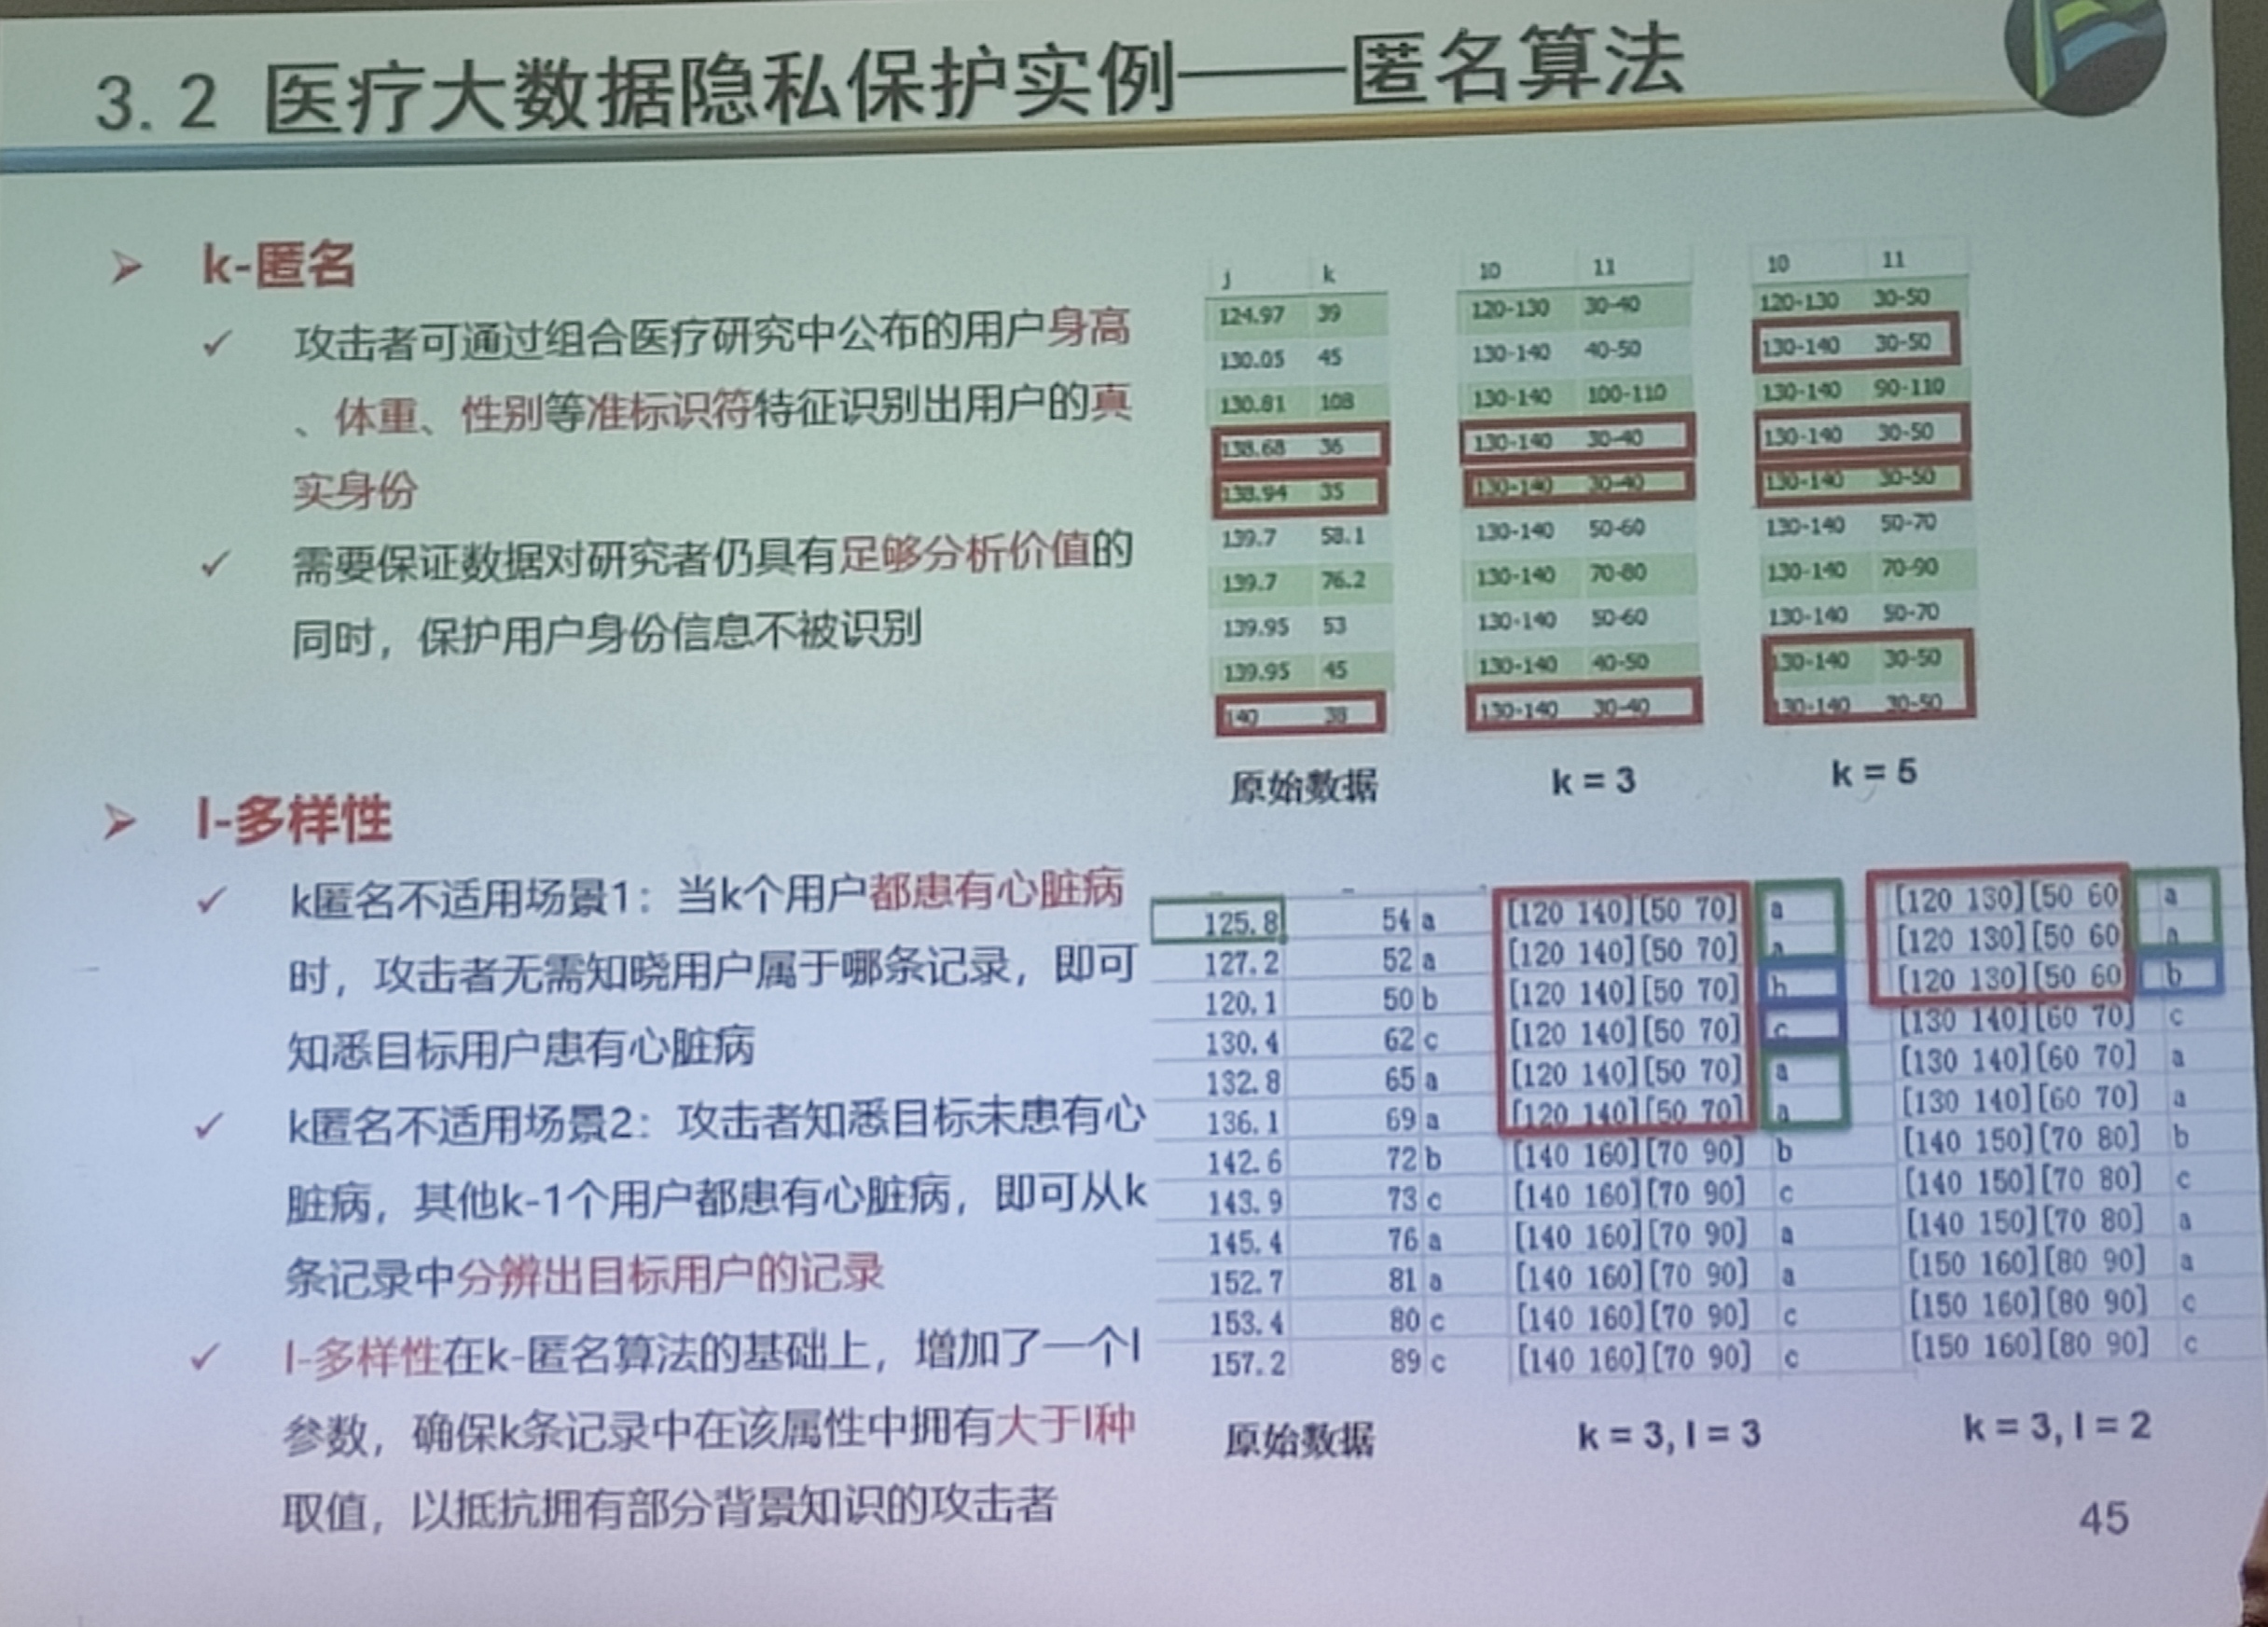 3.2 医疗大数据隐私保护实例——匿名算法
k-匿名
攻击者可通过组合医疗研究中公布的用户身高
、体重、性别等准标识符特征识别出用户的真
实身份
需要保证数据对研究者仍具有足够分析价值的
同时，保护用户身份信息不被识别
j k
124.97 39
130.05 45
130.81 108
138.68 36
138.94 35
139.7 58.1
139.7 76.2
139.95 53
139.95 45
140 38
原始数据
10 11
120-130 30-40
130-140 40-50
130-140 100-110
130-140 30-40
130-140 30-40
130-140 50-60
130-140 70-80
130-140 50-60
130-140 40-50
130-140 30-40
k = 3
10 11
120-130 30-50
130-140 30-50
130-140 90-110
130-140 30-50
130-140 30-50
130-140 50-70
130-140 70-90
130-140 50-70
130-140 30-50
130-140 30-50
k = 5
l-多样性
k匿名不适用场景1：当k个用户都患有心脏病
时，攻击者无需知晓用户属于哪条记录，即可
知悉目标用户患有心脏病
k匿名不适用场景2：攻击者知悉目标未患有心
脏病，其他k-1个用户都患有心脏病，即可从k
条记录中分辨出目标用户的记录
l-多样性在k-匿名算法的基础上，增加了一个l
参数，确保k条记录中在该属性中拥有大于l种
取值，以抵抗拥有部分背景知识的攻击者
125.8 54 a
127.2 52 a
120.1 50 b
130.4 62 c
132.8 65 a
136.1 69 a
142.6 72 b
143.9 73 c
145.4 76 a
152.7 81 a
153.4 80 c
157.2 89 c
原始数据
[120 140][50 70] a
[120 140][50 70] a
[120 140][50 70] b
[120 140][50 70] c
[120 140][50 70] a
[120 140][50 70] a
[140 160][70 90] b
[140 160][70 90] c
[140 160][70 90] a
[140 160][70 90] a
[140 160][70 90] c
[140 160][70 90] c
k = 3, l = 3
[120 130][50 60 a
[120 130][50 60 a
[120 130][50 60 b
[130 140][60 70] c
[130 140][60 70] a
[130 140][60 70] a
[140 150][70 80] b
[140 150][70 80] c
[140 150][70 80] a
[150 160][80 90] a
[150 160][80 90] c
[150 160][80 90] c
k = 3, l = 2
45